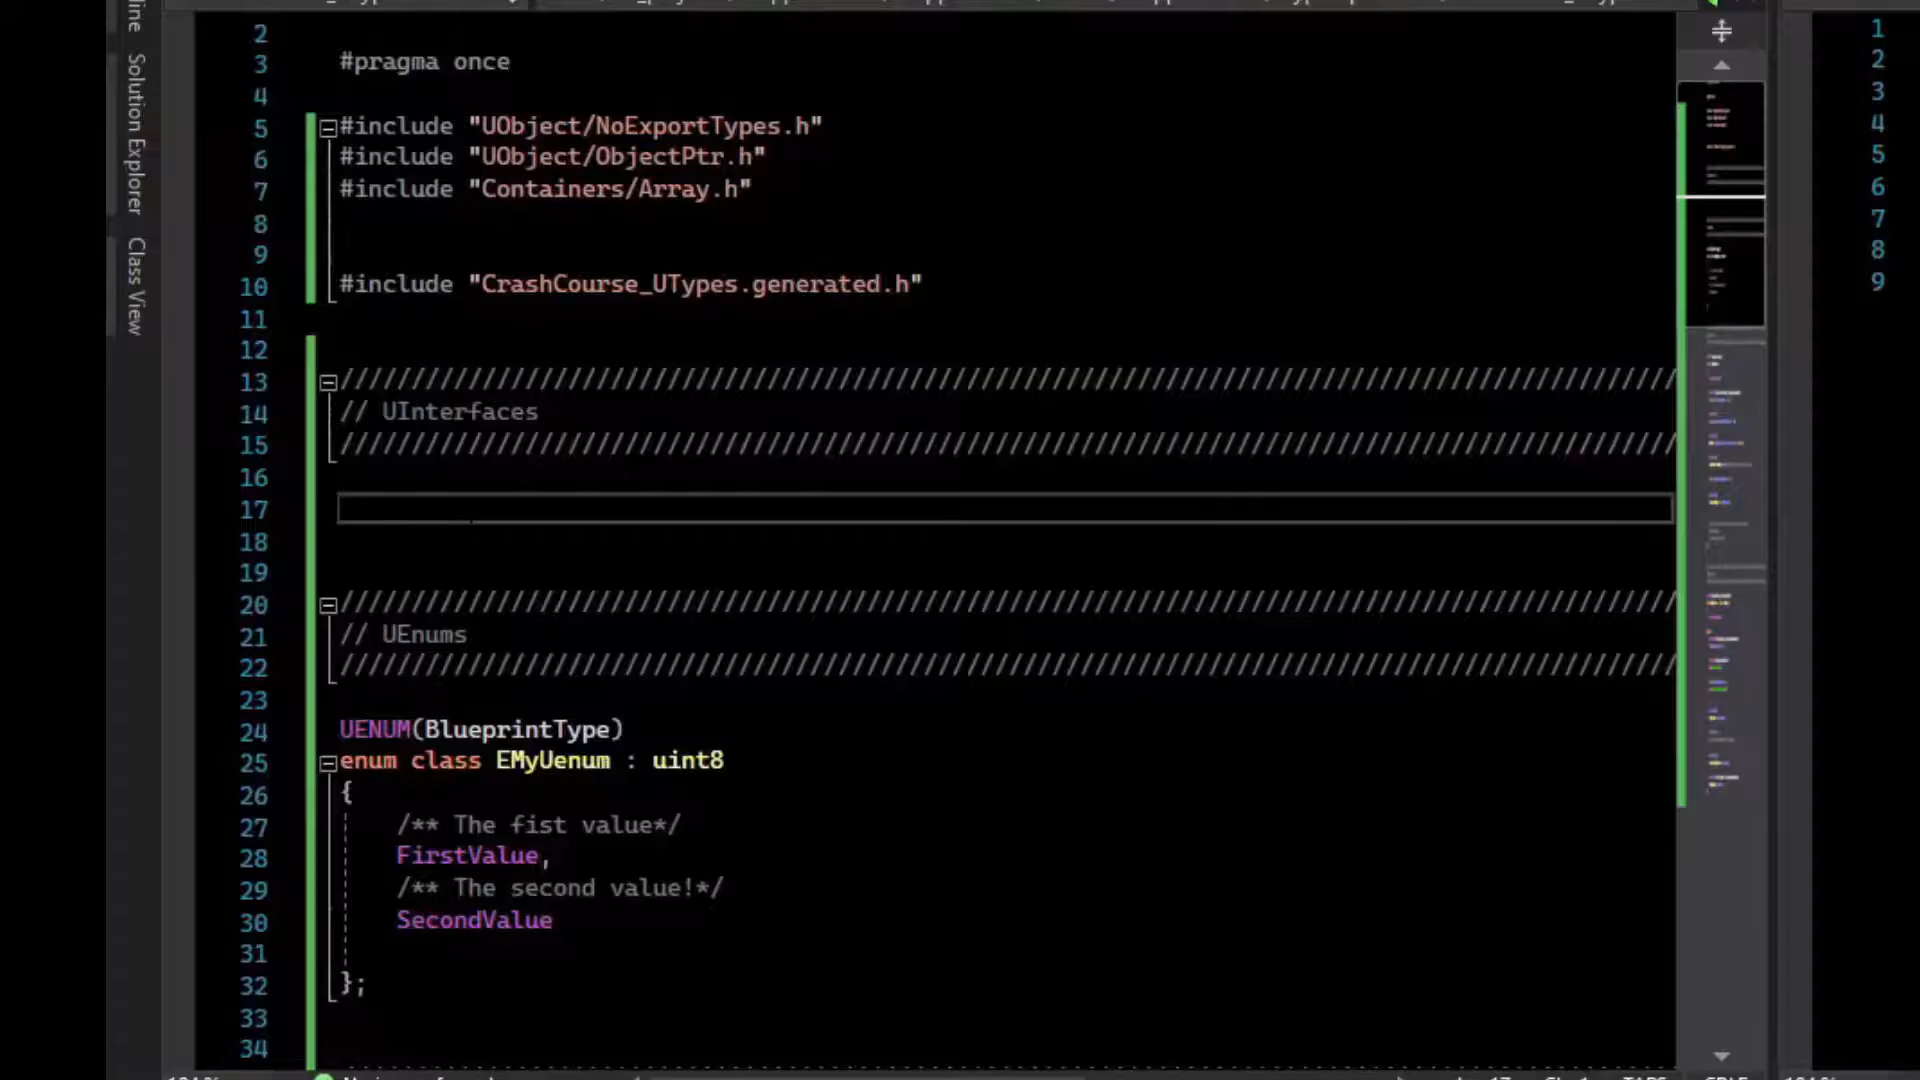 Solution Explorer
Class View
2
3 #pragma once
4
5 #include "UObject/NoExportTypes.h"
6 #include "UObject/ObjectPtr.h"
7 #include "Containers/Array.h"
8
9
10 #include "CrashCourse_UTypes.generated.h"
11
12
13 //////////////////////////////////////////////////////////////////////////////////////////////
14 // UInterfaces
15 //////////////////////////////////////////////////////////////////////////////////////////////
16
17
18
19
20 //////////////////////////////////////////////////////////////////////////////////////////////
21 // UEnums
22 //////////////////////////////////////////////////////////////////////////////////////////////
23
24 UENUM(BlueprintType)
25 enum class EMyUenum : uint8
26 {
27 /** The fist value*/
28 FirstValue,
29 /** The second value!*/
30 SecondValue
31
32 };
33
34
1
2
3
4
5
6
7
8
9